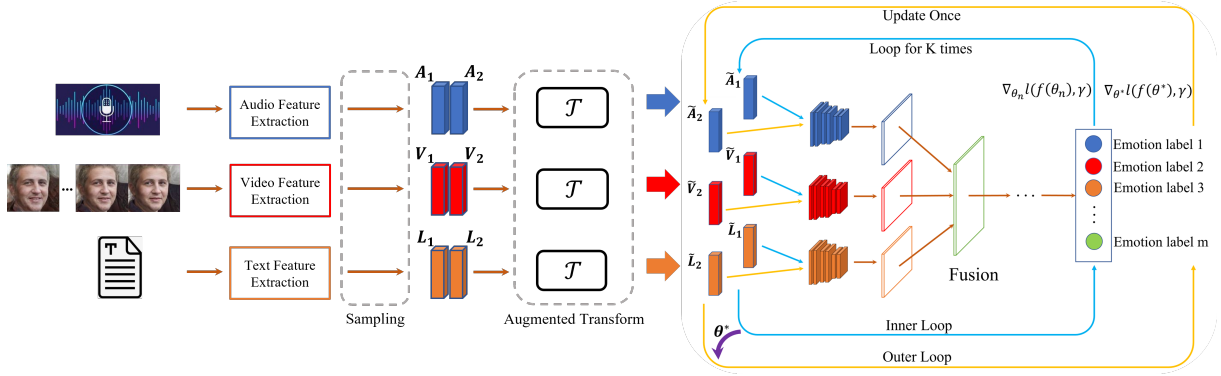 Update Once
Loop for K times
A₁ A₂
Ã₁
∇θₙl(f(θₙ),γ) ∇θ*l(f(θ*),γ)
Audio Feature
Extraction
𝒯
Ã₂
Emotion label 1
V₁ V₂
Ṽ₁
Emotion label 2
Video Feature
Extraction
𝒯
Ṽ₂
Emotion label 3
...
T
L₁ L₂
L̃₁
Emotion label m
Text Feature
Extraction
𝒯
L̃₂
Fusion
Sampling
Augmented Transform
θ*
Inner Loop
Outer Loop